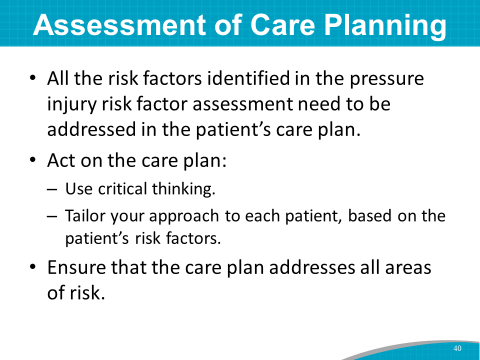 Assessment of Care Planning
• All the risk factors identified in the pressure
injury risk factor assessment need to be
addressed in the patient's care plan.
• Act on the care plan:
– Use critical thinking.
– Tailor your approach to each patient, based on the
patient's risk factors.
• Ensure that the care plan addresses all areas
of risk.
40